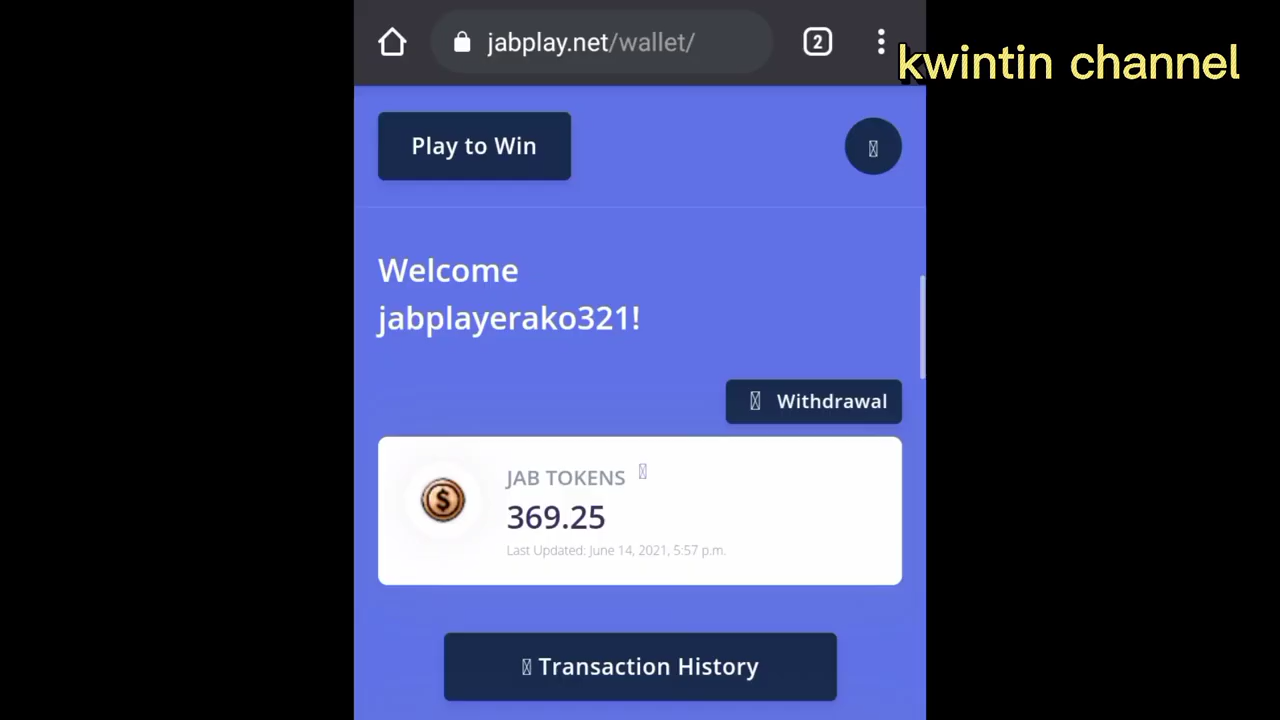 jabplay.net/wallet/
2
kwintin channel
Play to Win
Welcome
jabplayerako321!
Withdrawal
JAB TOKENS
$
369.25
Last Updated: June 14, 2021, 5:57 p.m.
Transaction History